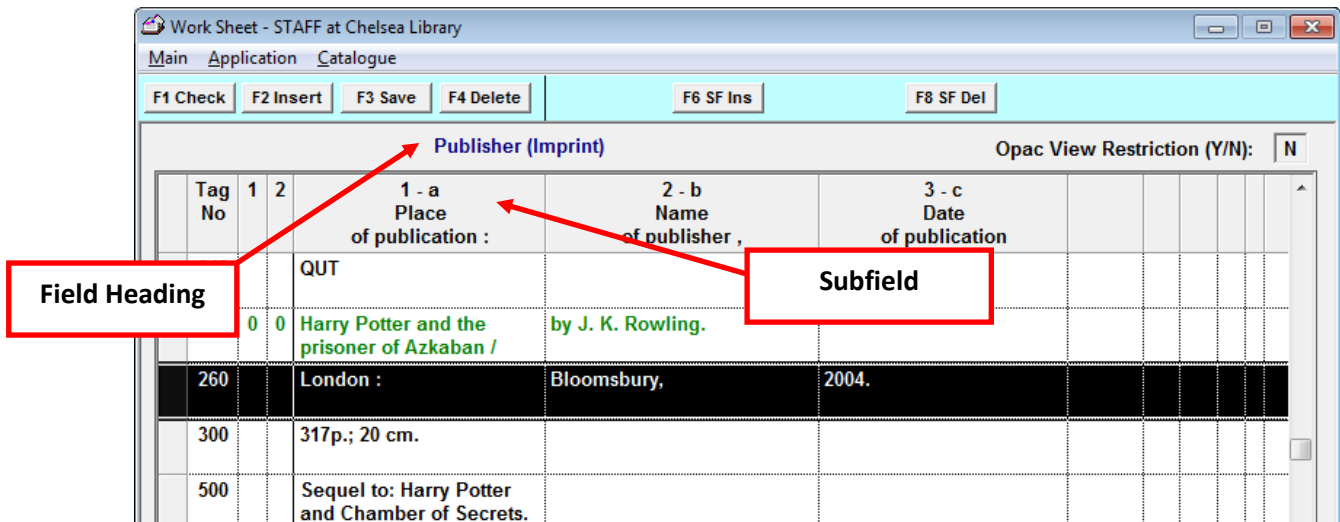 Work Sheet - STAFF at Chelsea Library
Main Application Catalogue
F1 Check F2 Insert F3 Save F4 Delete F6 SF Ins F8 SF Del
Publisher (Imprint) Opac View Restriction (Y/N): N
Tag 1 2 1 - a 2 - b 3 - c
No Place Name Date
of publication : of publisher , of publication
QUT
Field Heading
Subfield
0 0 Harry Potter and the by J. K. Rowling.
prisoner of Azkaban /
260 London : Bloomsbury, 2004.
300 317p.; 20 cm.
500 Sequel to: Harry Potter
and Chamber of Secrets.